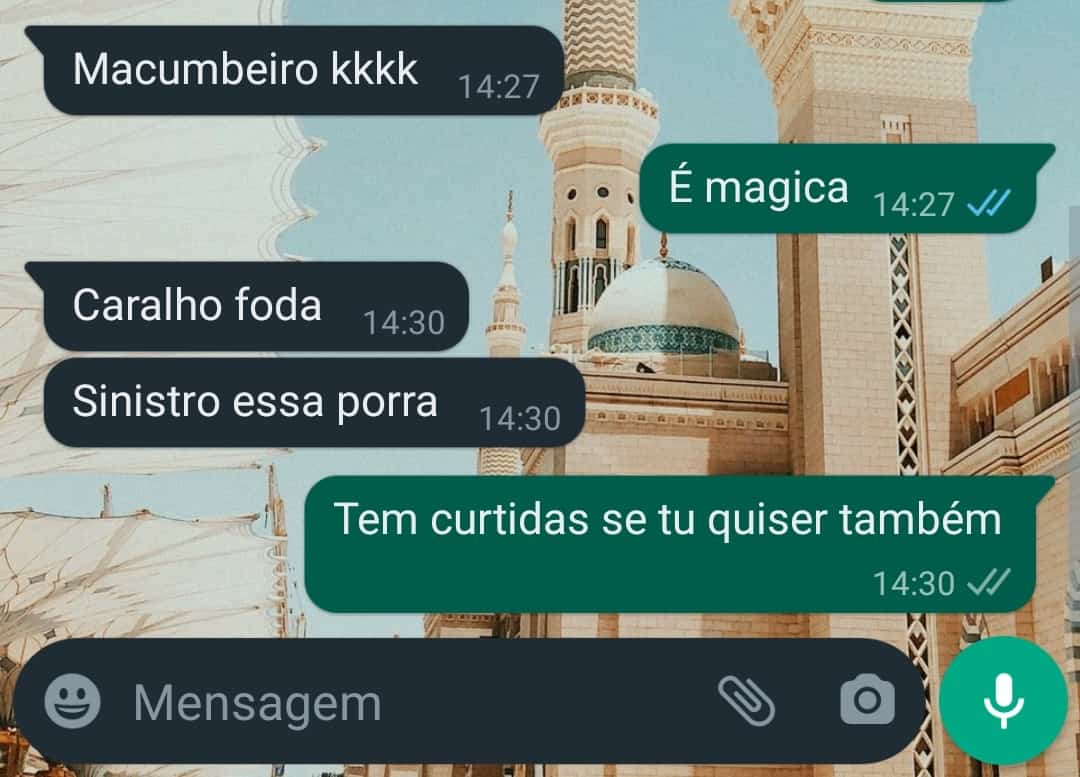 Macumbeiro kkkk 14:27
É magica 14:27
Caralho foda 14:30
Sinistro essa porra 14:30
Tem curtidas se tu quiser também
14:30
Mensagem